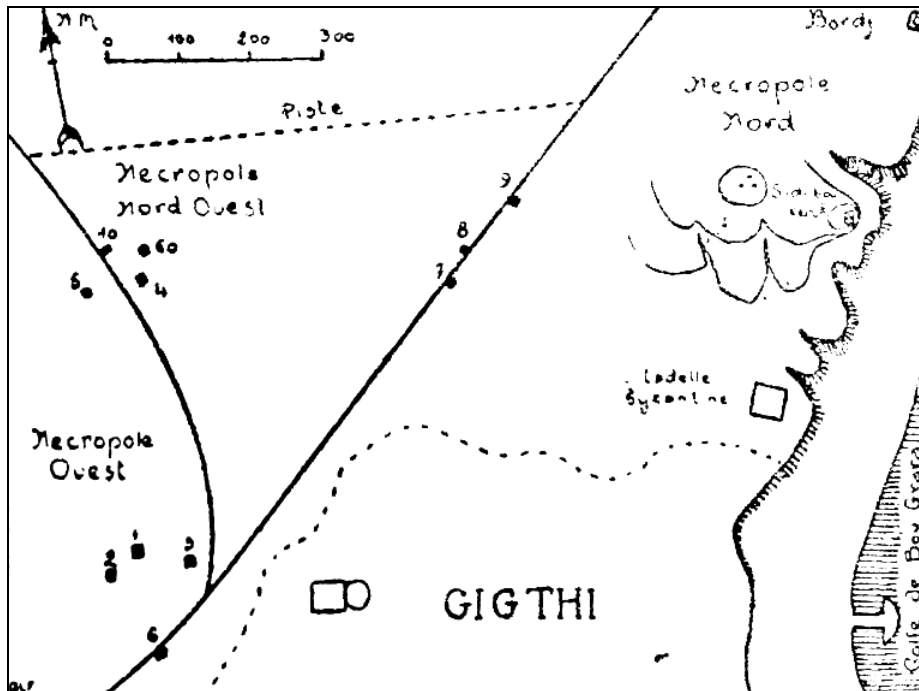 N M
0 100 200 300
Bordj
Piste
Necropole
Nord
Necropole
Nord Ouest
9
8
7
10
60
5
4
Necropole
Ouest
Byzantine
1
2
3
6
GIGTHI
Golfe de Bou Grara